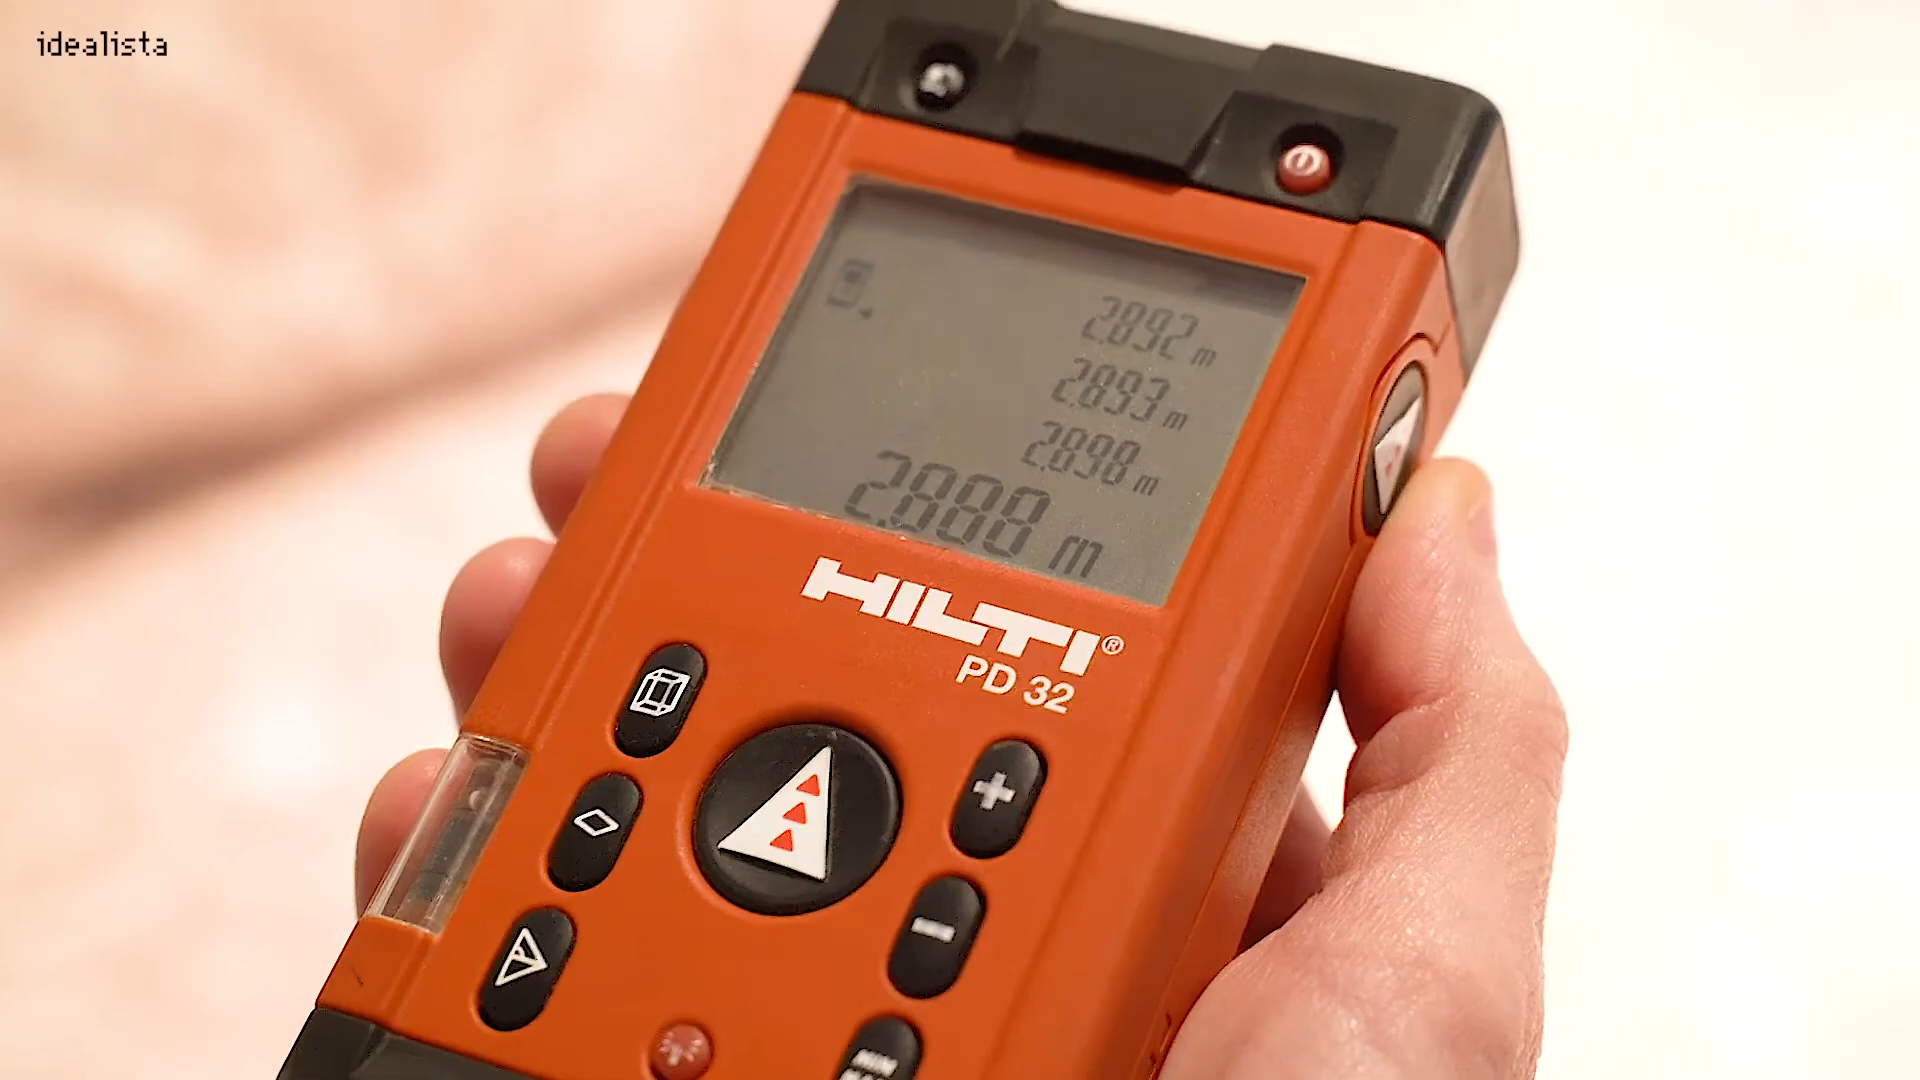 idealista
2.892 m
2.893 m
2.898 m
2.888 m
HILTI®
PD 32